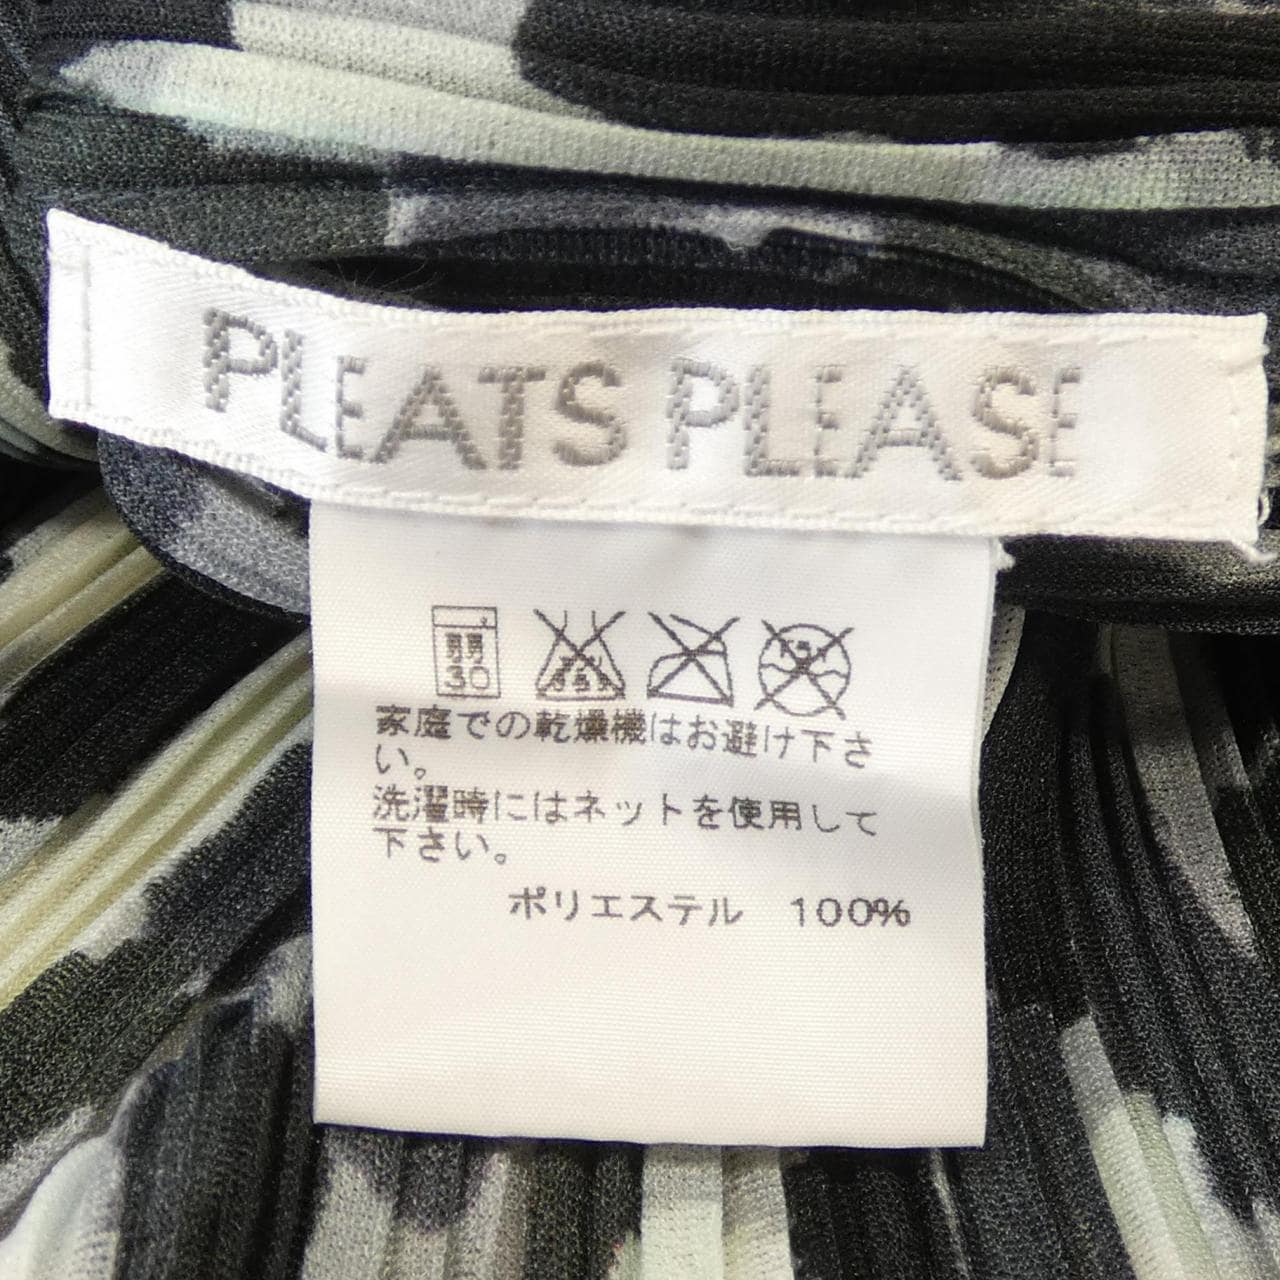 PLEATS PLEASE
弱
30
家庭での乾燥機はお避け下さ
い。
洗濯時にはネットを使用して
下さい。
ポリエステル 100%